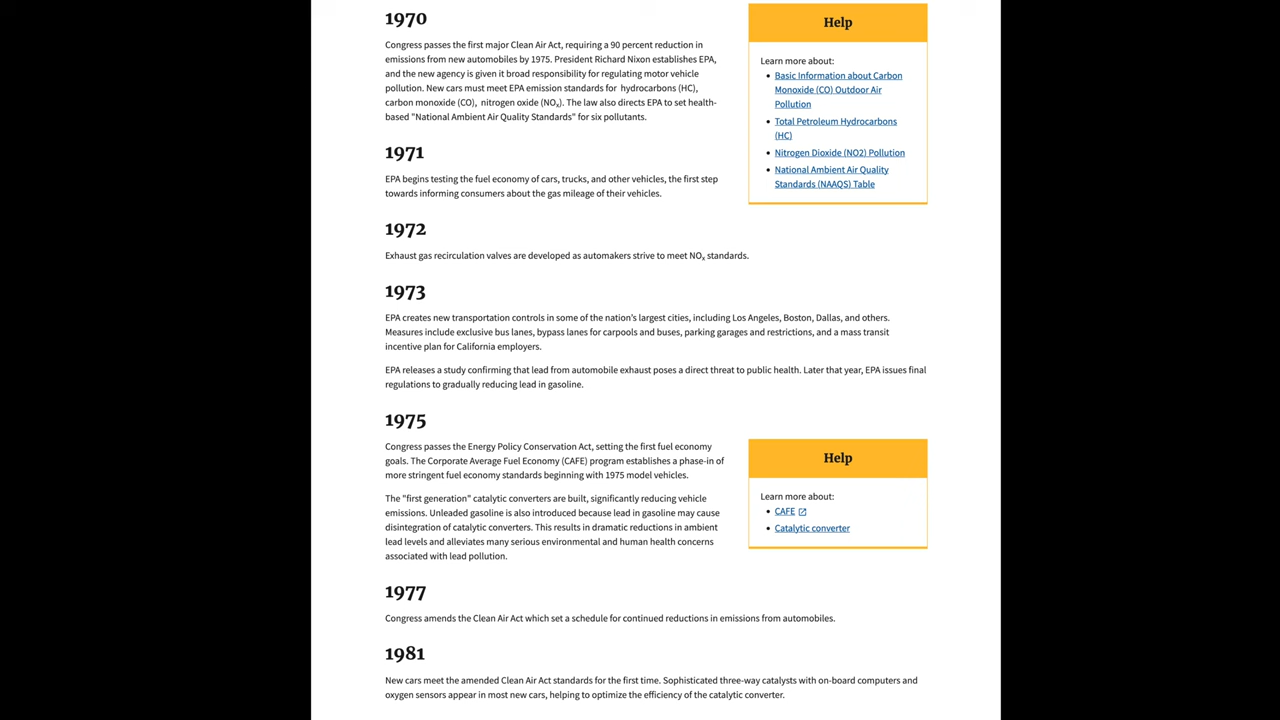 1970
Congress passes the first major Clean Air Act, requiring a 90 percent reduction in
emissions from new automobiles by 1975. President Richard Nixon establishes EPA,
and the new agency is given it broad responsibility for regulating motor vehicle
pollution. New cars must meet EPA emission standards for hydrocarbons (HC),
carbon monoxide (CO), nitrogen oxide (NOx). The law also directs EPA to set health-
based "National Ambient Air Quality Standards" for six pollutants.
Help
Learn more about:
• Basic Information about Carbon
Monoxide (CO) Outdoor Air
Pollution
• Total Petroleum Hydrocarbons
(HC)
• Nitrogen Dioxide (NO2) Pollution
• National Ambient Air Quality
Standards (NAAQS) Table
1971
EPA begins testing the fuel economy of cars, trucks, and other vehicles, the first step
towards informing consumers about the gas mileage of their vehicles.
1972
Exhaust gas recirculation valves are developed as automakers strive to meet NOx standards.
1973
EPA creates new transportation controls in some of the nation's largest cities, including Los Angeles, Boston, Dallas, and others.
Measures include exclusive bus lanes, bypass lanes for carpools and buses, parking garages and restrictions, and a mass transit
incentive plan for California employers.
EPA releases a study confirming that lead from automobile exhaust poses a direct threat to public health. Later that year, EPA issues final
regulations to gradually reducing lead in gasoline.
1975
Congress passes the Energy Policy Conservation Act, setting the first fuel economy
goals. The Corporate Average Fuel Economy (CAFE) program establishes a phase-in of
more stringent fuel economy standards beginning with 1975 model vehicles.
The "first generation" catalytic converters are built, significantly reducing vehicle
emissions. Unleaded gasoline is also introduced because lead in gasoline may cause
disintegration of catalytic converters. This results in dramatic reductions in ambient
lead levels and alleviates many serious environmental and human health concerns
associated with lead pollution.
Help
Learn more about:
• CAFE
• Catalytic converter
1977
Congress amends the Clean Air Act which set a schedule for continued reductions in emissions from automobiles.
1981
New cars meet the amended Clean Air Act standards for the first time. Sophisticated three-way catalysts with on-board computers and
oxygen sensors appear in most new cars, helping to optimize the efficiency of the catalytic converter.